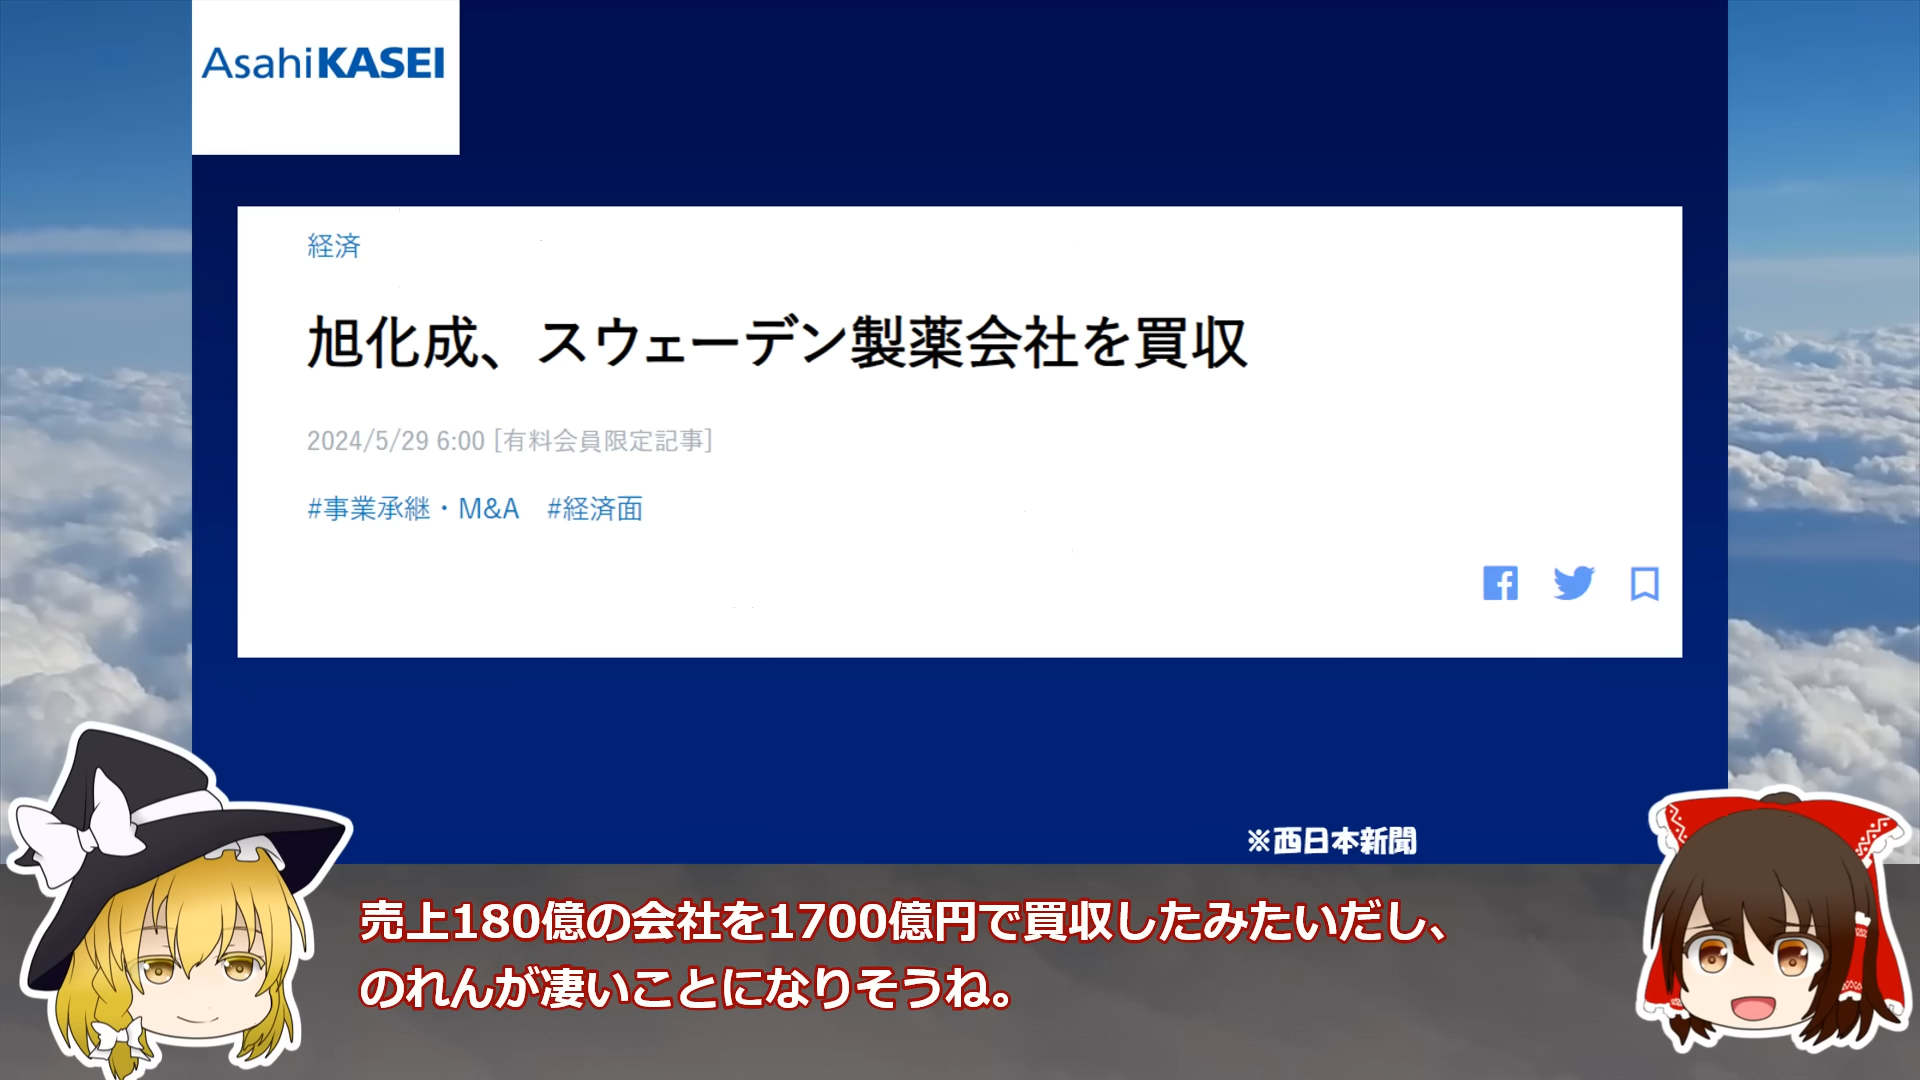 AsahiKASEI
経済
旭化成、スウェーデン製薬会社を買収
2024/5/29 6:00 [有料会員限定記事]
#事業承継・M&A #経済面
※西日本新聞
売上180億の会社を1700億円で買収したみたいだし、
のれんが凄いことになりそうね。